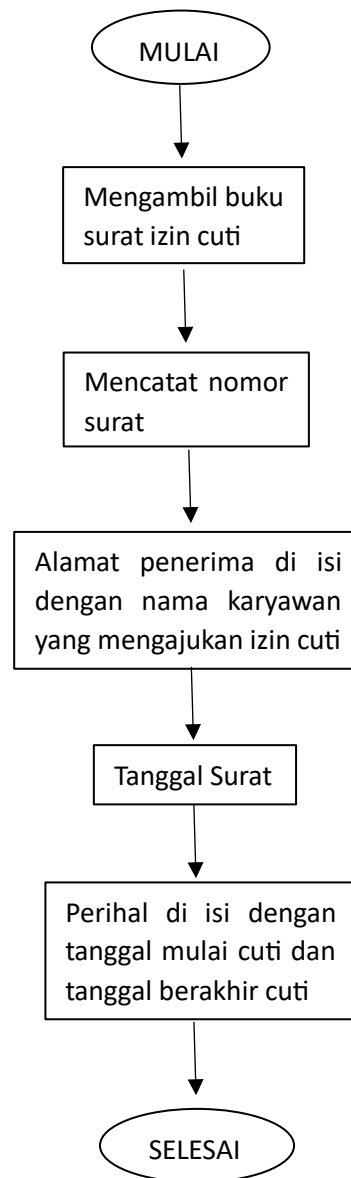 MULAI
Mengambil buku
surat izin cuti
Mencatat nomor
surat
Alamat penerima di isi
dengan nama karyawan
yang mengajukan izin cuti
Tanggal Surat
Perihal di isi dengan
tanggal mulai cuti dan
tanggal berakhir cuti
SELESAI